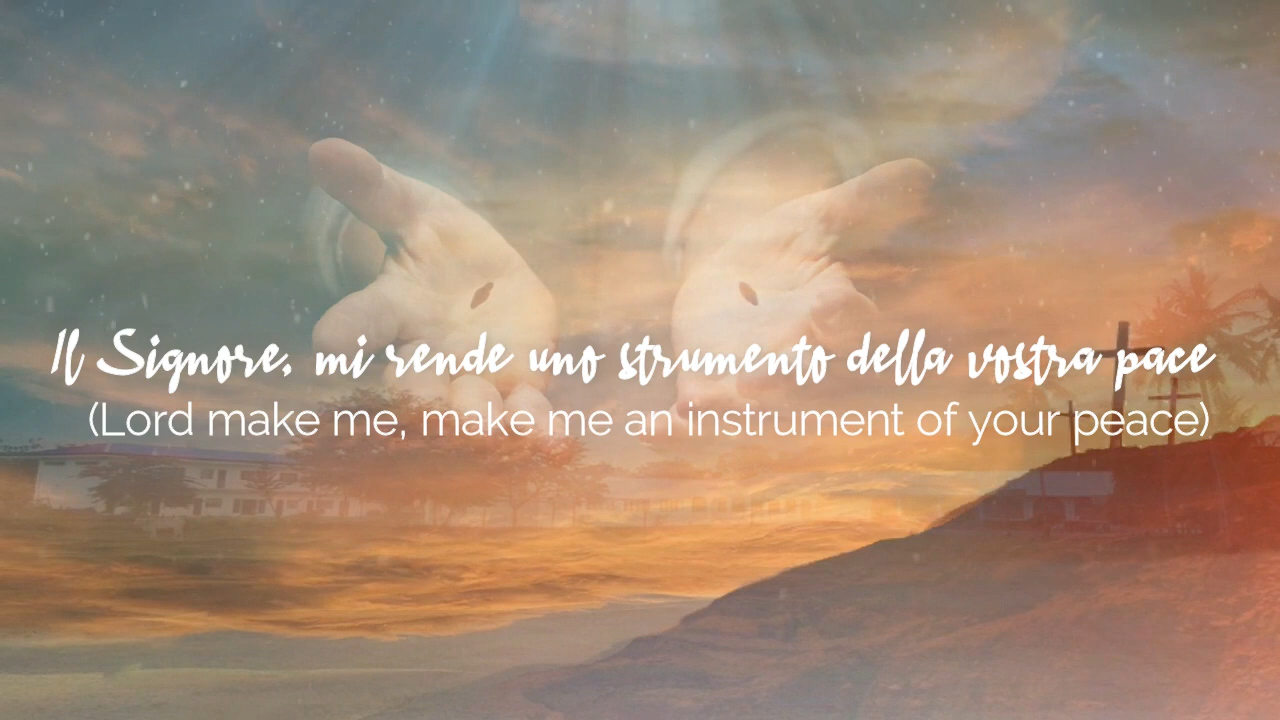 Il Signore, mi rende uno strumento della vostra pace
(Lord make me, make me an instrument of your peace)